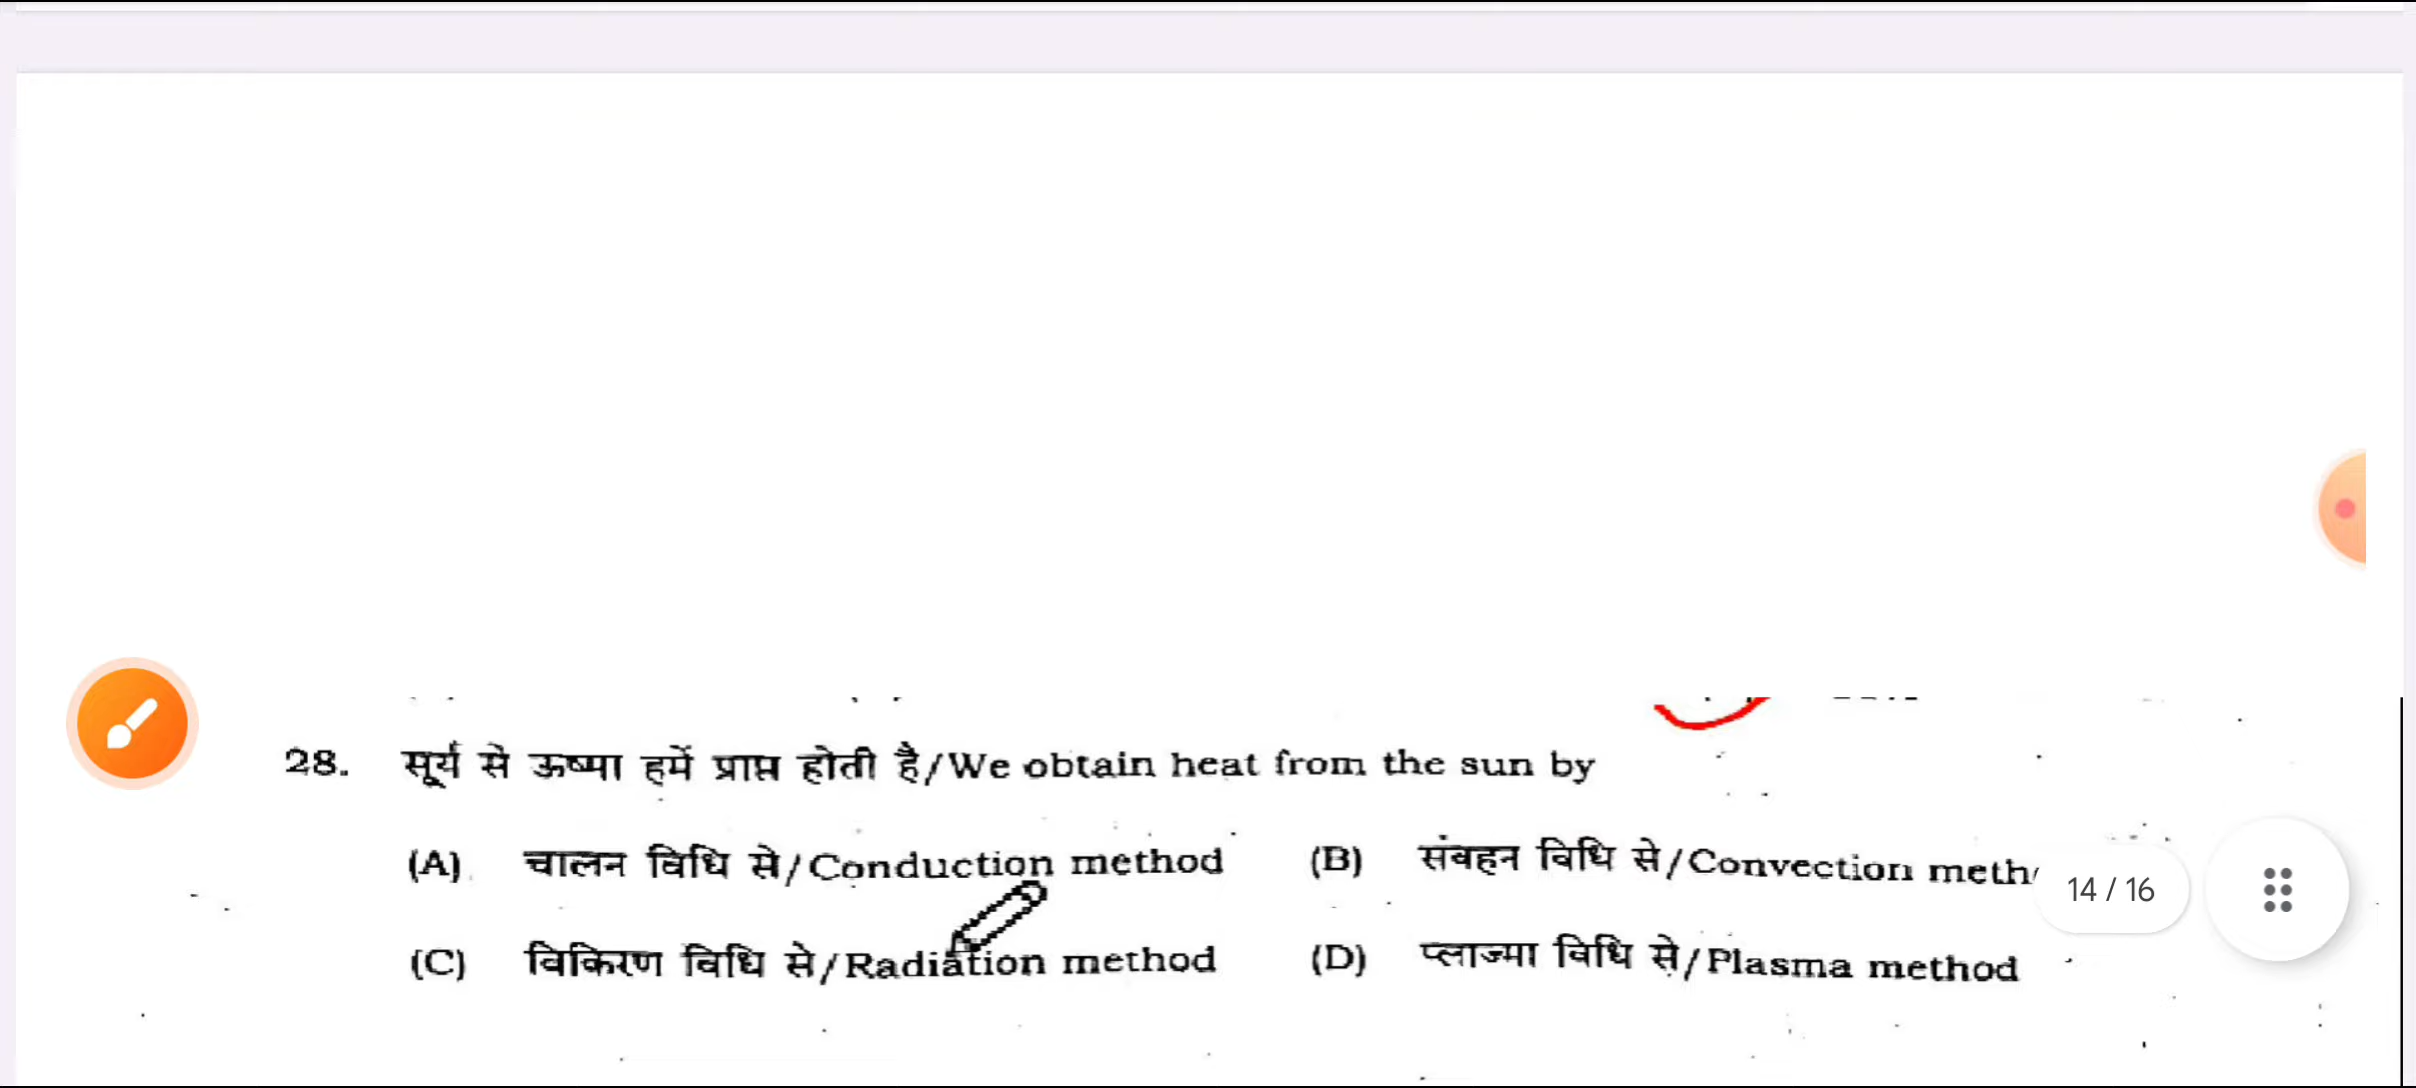 28. सूर्य से ऊष्मा हमें प्राप्त होती है/We obtain heat from the sun by
(A) चालन विधि से/Conduction method (B) संवहन विधि से/Convection
14 / 16
(C) विकिरण विधि से/Radiation method (D) प्लाज्मा विधि से/Plasma method